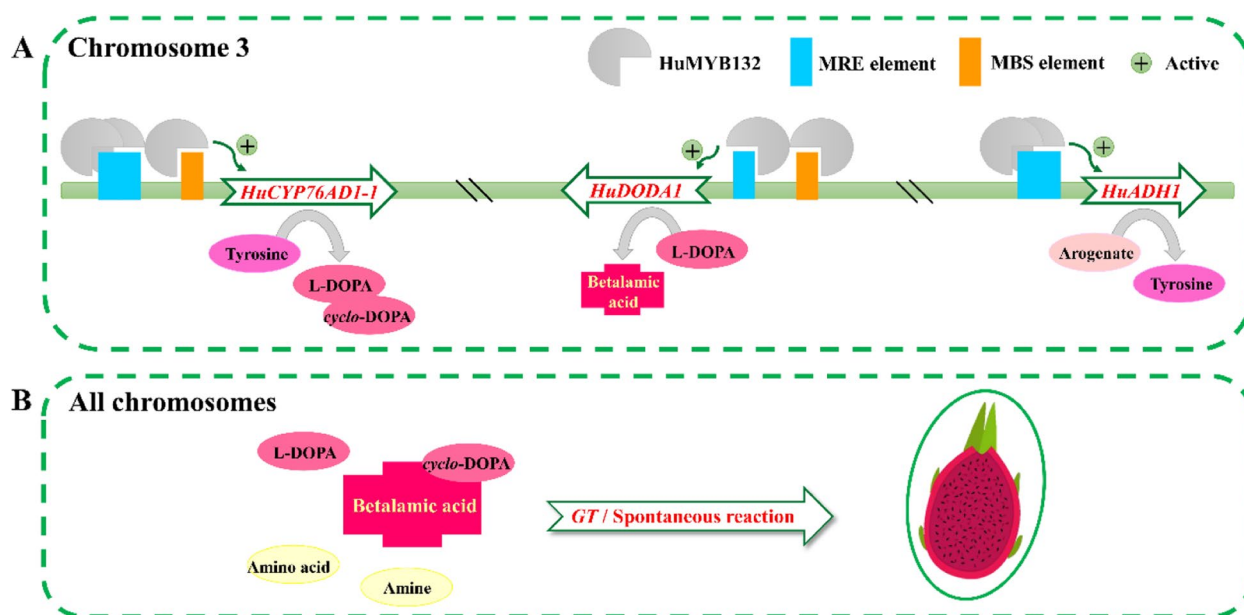 A
Chromosome 3
HuMYB132
MRE element
MBS element
+ Active
+
+
+
HuCYP76AD1-1
HuDODA1
HuADH1
Tyrosine
L-DOPA
cyclo-DOPA
L-DOPA
Betalamic
acid
Arogenate
Tyrosine
B
All chromosomes
L-DOPA
cyclo-DOPA
Betalamic acid
Amino acid
Amine
GT / Spontaneous reaction